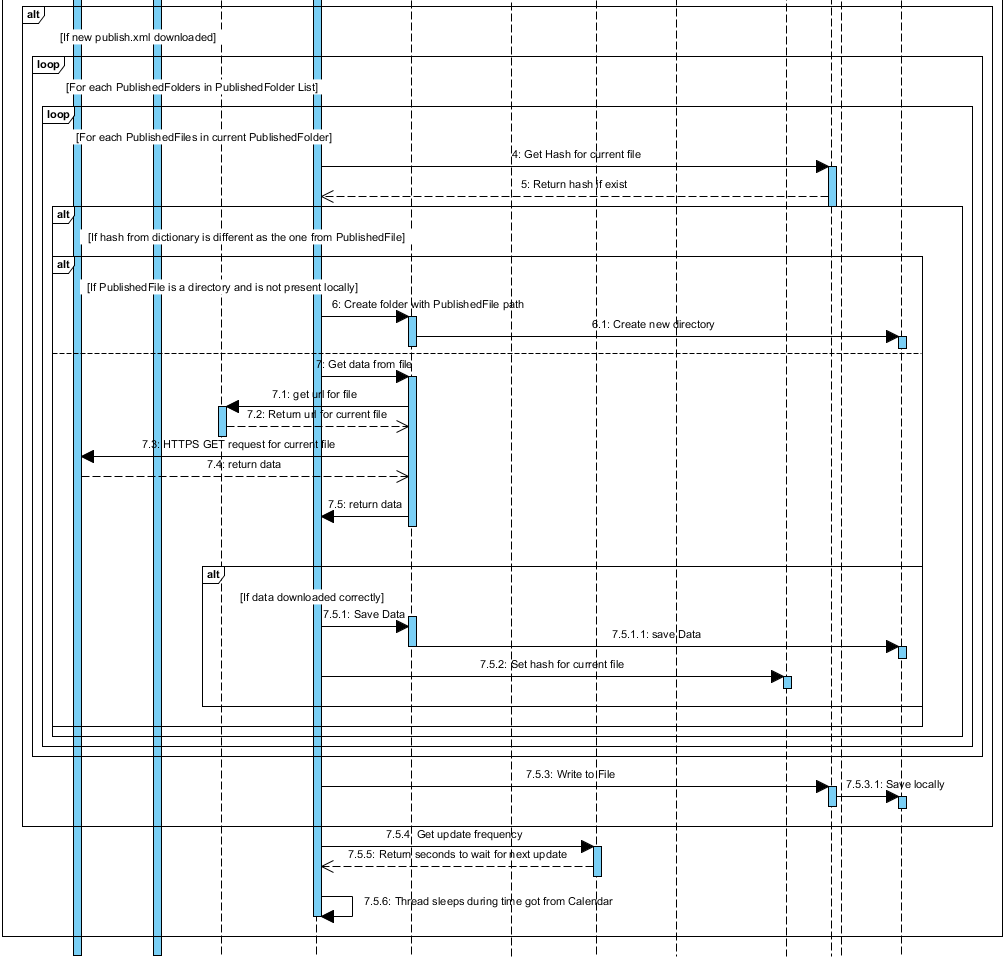 alt
[If new publish.xml downloaded]
loop
[For each PublishedFolders in PublishedFolder List]
loop
[For each PublishedFiles in current PublishedFolder]
4: Get Hash for current file
5: Return hash if exist
alt
[If hash from dictionary is different as the one from PublishedFile]
alt
[If PublishedFile is a directory and is not present locally]
6: Create folder with PublishedFile path
6.1: Create new directory
7: Get data from file
7.1: get url for file
7.2: Return url for current file
7.3: HTTPS GET request for current file
7.4: return data
7.5: return data
alt
[If data downloaded correctly]
7.5.1: Save Data
7.5.1.1: save Data
7.5.2: Set hash for current file
7.5.3: Write to File
7.5.3.1: Save locally
7.5.4: Get update frequency
7.5.5: Return seconds to wait for next update
7.5.6: Thread sleeps during time got from Calendar